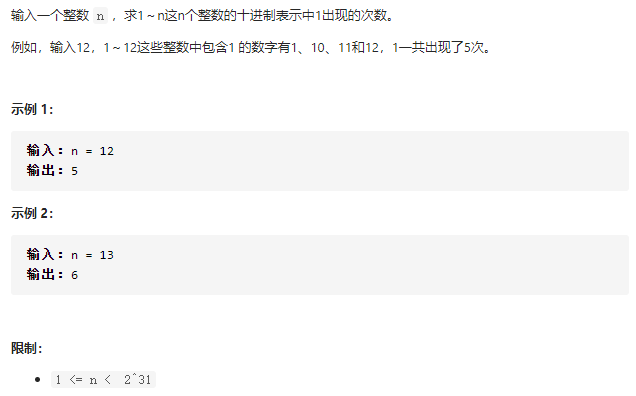 输入一个整数 n ，求1～n这n个整数的十进制表示中1出现的次数。
例如，输入12，1～12这些整数中包含1 的数字有1、10、11和12，1一共出现了5次。
示例 1：
输入：n = 12
输出：5
示例 2：
输入：n = 13
输出：6
限制：
• 1 <= n < 2^31